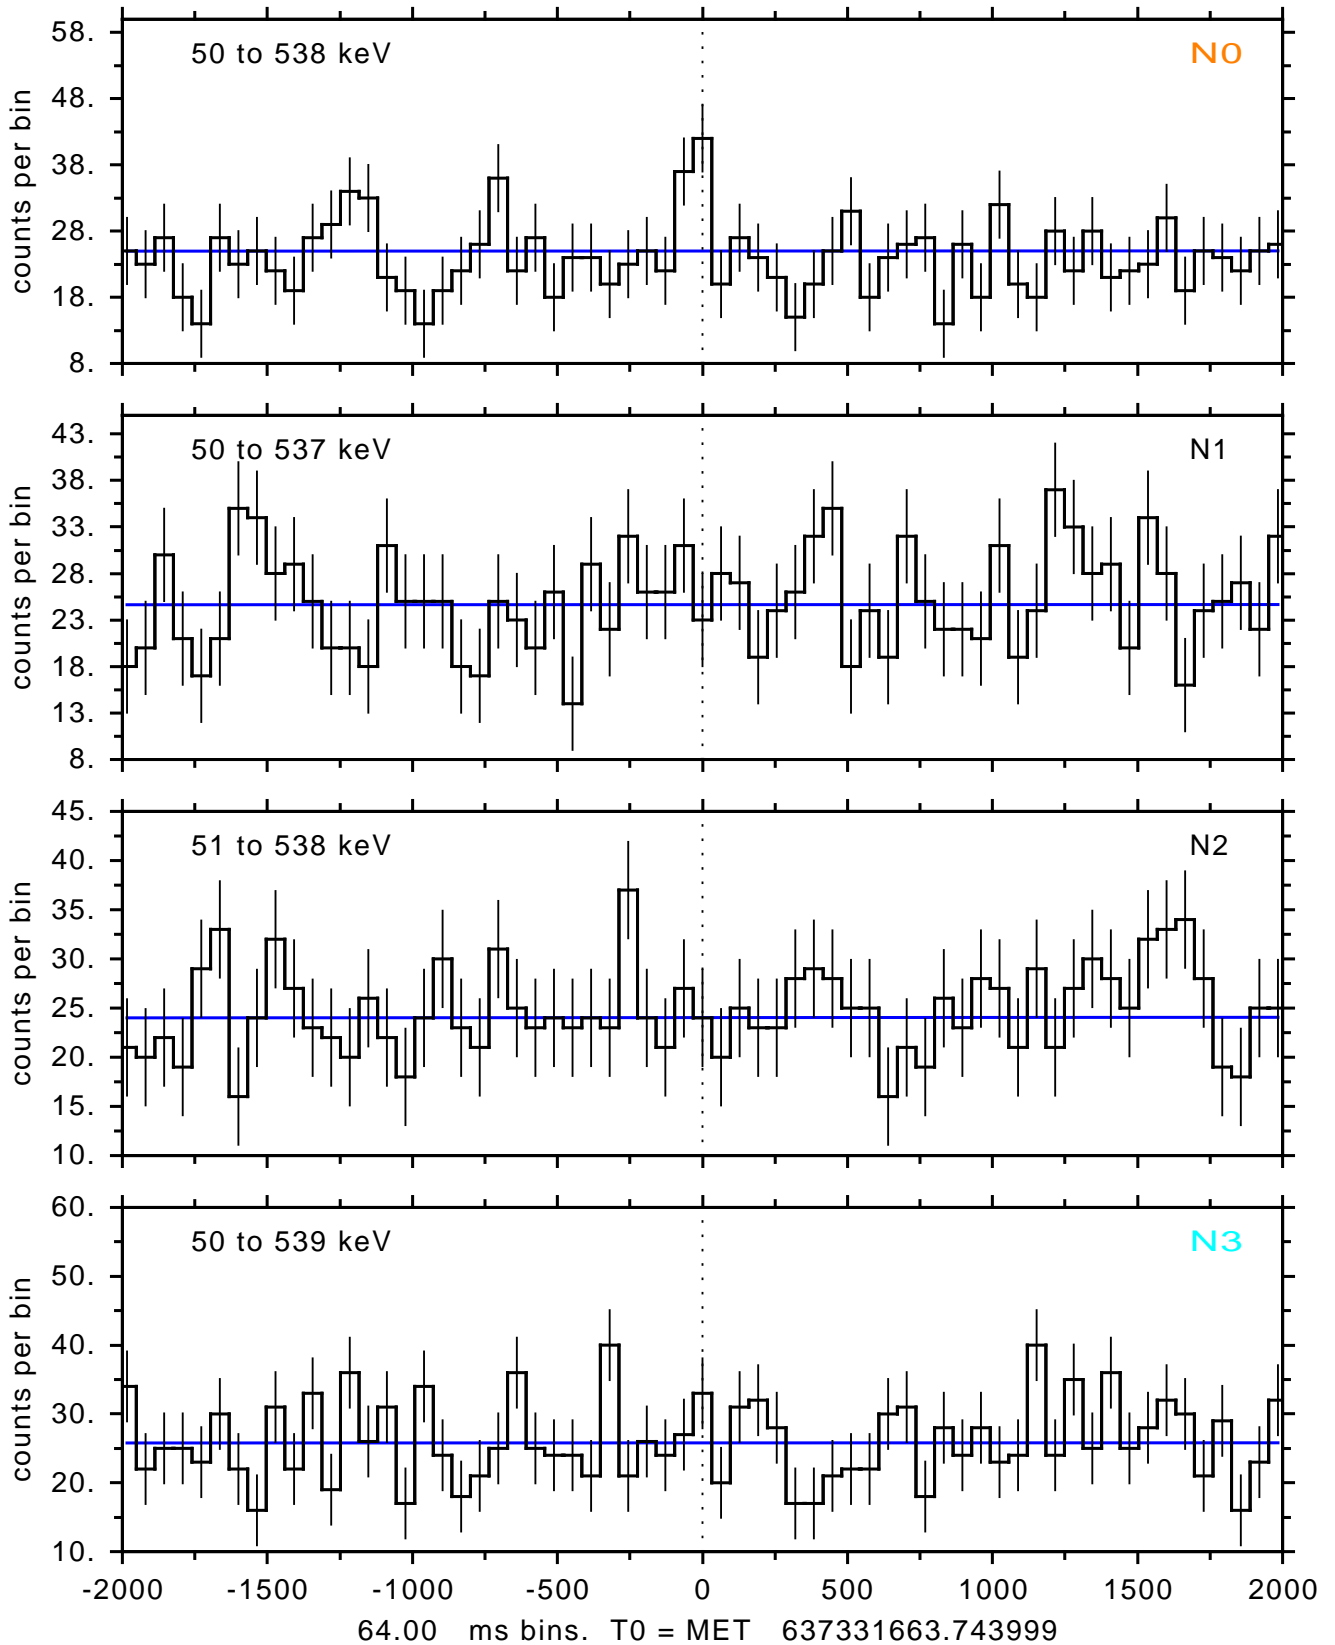 50 to 538 keV
N0
counts per bin
58.
48.
38.
28.
18.
8.
50 to 537 keV
N1
counts per bin
43.
38.
33.
28.
23.
18.
13.
8.
51 to 538 keV
N2
counts per bin
45.
40.
35.
30.
25.
20.
15.
10.
50 to 539 keV
N3
counts per bin
60.
50.
40.
30.
20.
10.
-2000 -1500 -1000 -500 0 500 1000 1500 2000
64.00 ms bins. T0 = MET 637331663.743999